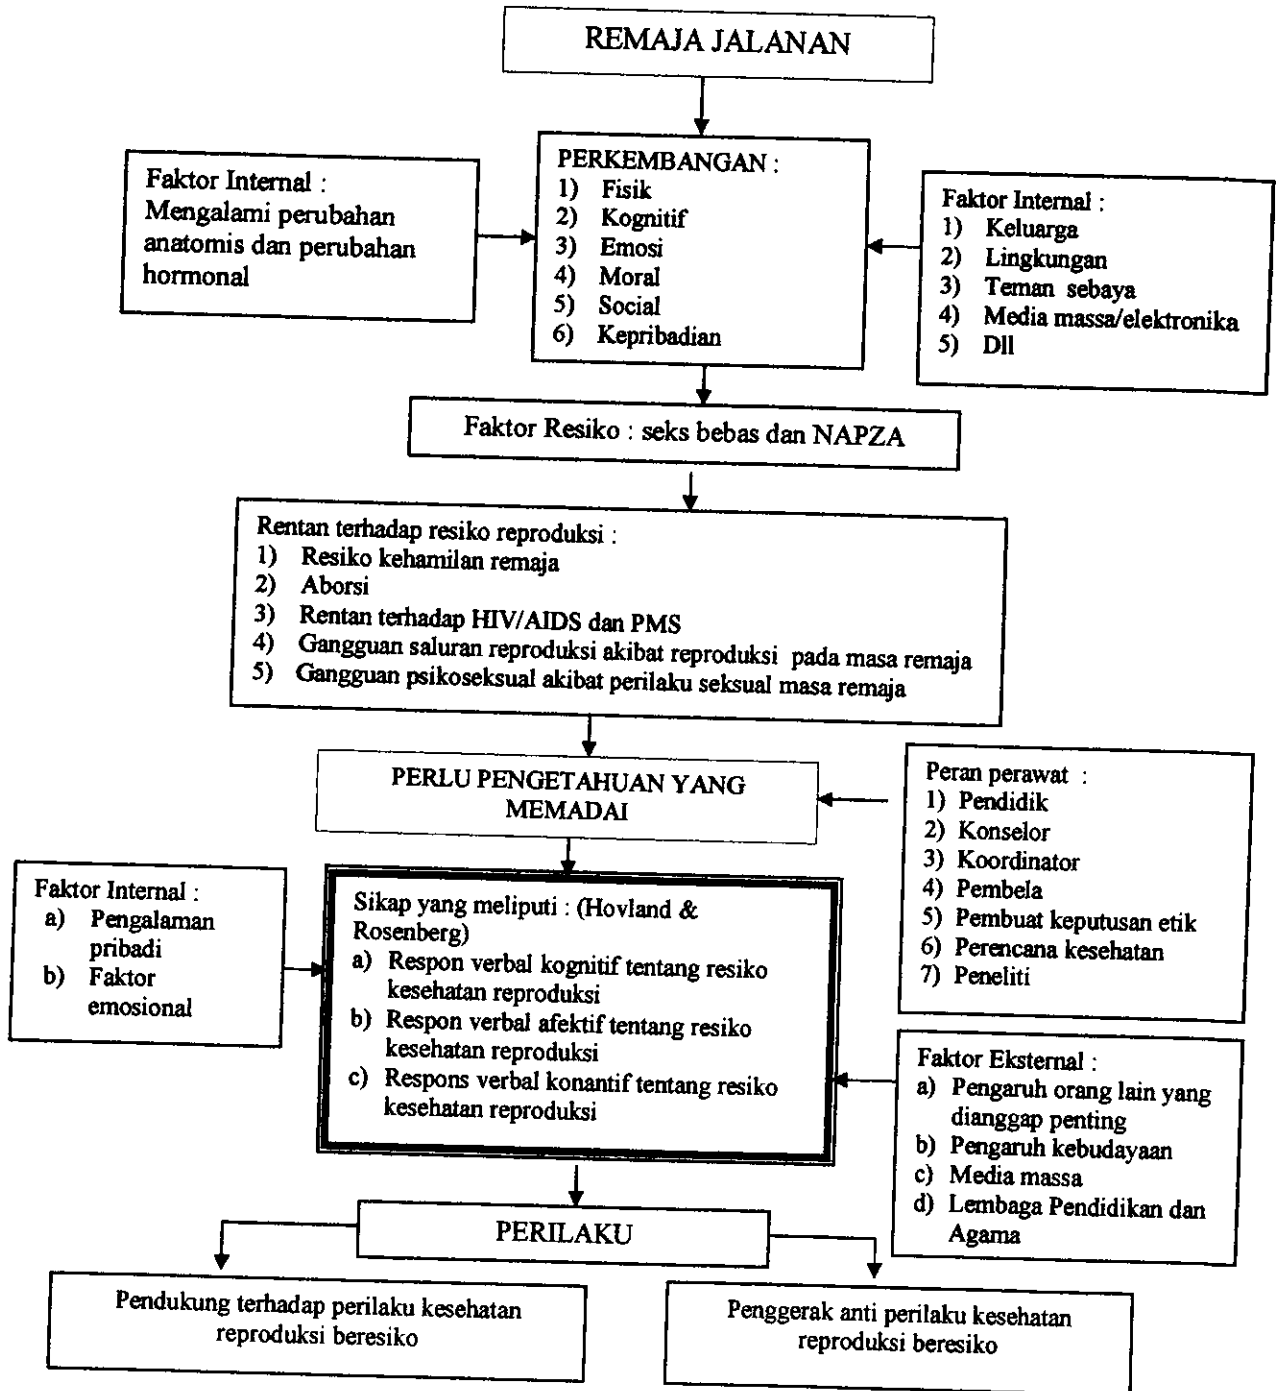 REMAJA JALANAN
Faktor Internal :
Mengalami perubahan
anatomis dan perubahan
hormonal
PERKEMBANGAN :
1) Fisik
2) Kognitif
3) Emosi
4) Moral
5) Social
6) Kepribadian
Faktor Internal :
1) Keluarga
2) Lingkungan
3) Teman sebaya
4) Media massa/elektronika
5) Dll
Faktor Resiko : seks bebas dan NAPZA
Rentan terhadap resiko reproduksi :
1) Resiko kehamilan remaja
2) Aborsi
3) Rentan terhadap HIV/AIDS dan PMS
4) Gangguan saluran reproduksi akibat reproduksi pada masa remaja
5) Gangguan psikoseksual akibat perilaku seksual masa remaja
PERLU PENGETAHUAN YANG
MEMADAI
Peran perawat :
1) Pendidik
2) Konselor
3) Koordinator
4) Pembela
5) Pembuat keputusan etik
6) Perencana kesehatan
7) Peneliti
Faktor Internal :
a) Pengalaman
pribadi
b) Faktor
emosional
Sikap yang meliputi : (Hovland &
Rosenberg)
a) Respon verbal kognitif tentang resiko
kesehatan reproduksi
b) Respon verbal afektif tentang resiko
kesehatan reproduksi
c) Respons verbal konantif tentang resiko
kesehatan reproduksi
Faktor Eksternal :
a) Pengaruh orang lain yang
dianggap penting
b) Pengaruh kebudayaan
c) Media massa
d) Lembaga Pendidikan dan
Agama
PERILAKU
Pendukung terhadap perilaku kesehatan
reproduksi beresiko
Penggerak anti perilaku kesehatan
reproduksi beresiko